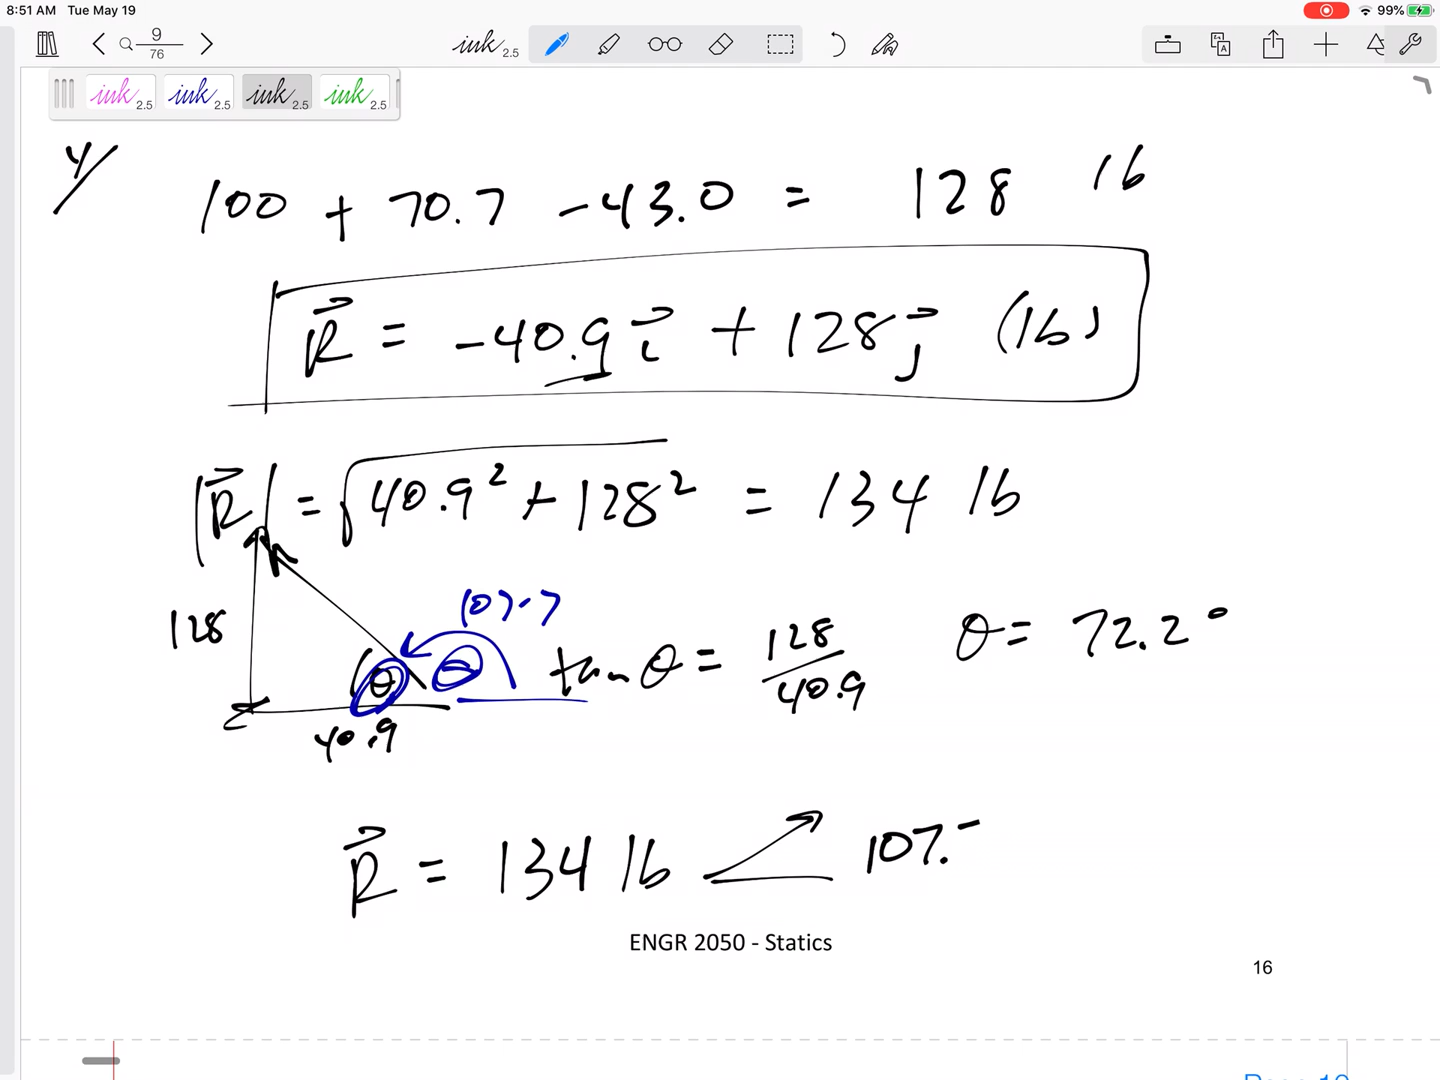 8:51 AM Tue May 19 99%
9
76
ink 2.5
ink 2.5 ink 2.5 ink 2.5 ink 2.5
y/
100 + 70.7 - 43.0 = 128 lb
R⃗ = -40.9 i⃗ + 128 j⃗ (lb)
|R⃗| = √40.9² + 128² = 134 lb
128
107.7
θ θ
40.9
tan θ = 128/40.9 θ = 72.2°
R⃗ = 134 lb 107.
ENGR 2050 - Statics
16